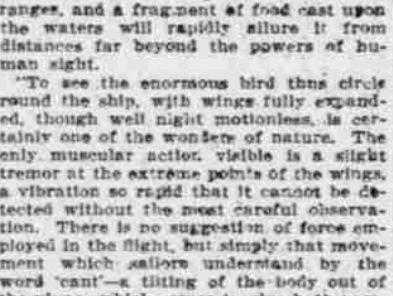 ranges, and a fragment of food cast upon
the waters will rapidly allure it from
distances far beyond the powers of hu-
man sight.
"To see the enormous bird thus circle
round the ship, with wings fully expand-
ed, though well night motionless, is cer-
tainly one of the wonders of nature. The
only muscular action visible is a slight
tremor at the extreme points of the wings,
a vibration so rapid that it cannot be de-
tected without the most careful observa-
tion. There is no suggestion of force em-
ployed in the flight, but simply that move-
ment which sailors understand by the
word 'cant'—a tilting of the body out of